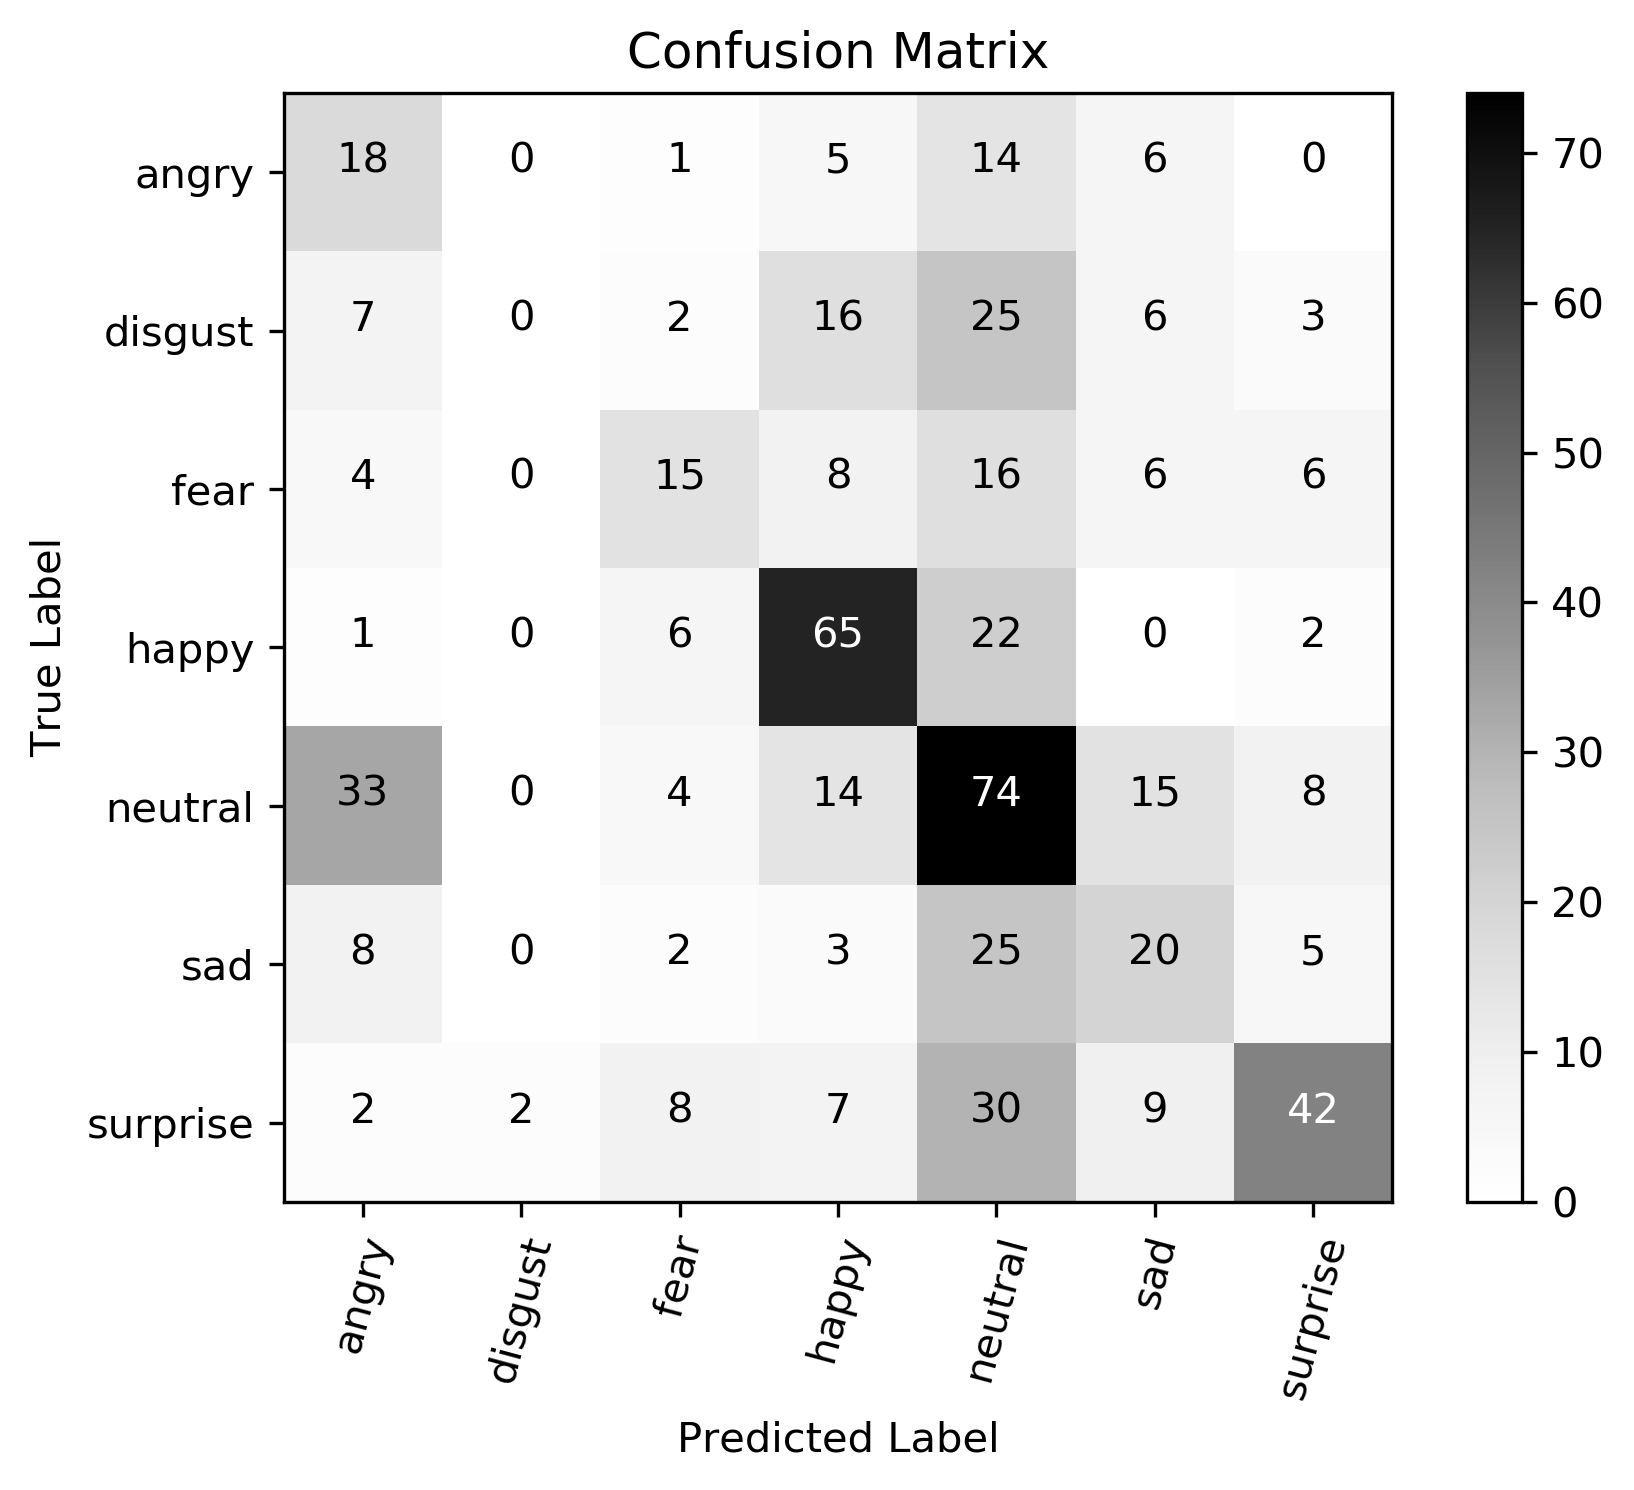 Confusion Matrix
angry 18 0 1 5 14 6 0
disgust 7 0 2 16 25 6 3
fear 4 0 15 8 16 6 6
happy 1 0 6 65 22 0 2
neutral 33 0 4 14 74 15 8
sad 8 0 2 3 25 20 5
surprise 2 2 8 7 30 9 42
True Label
angry disgust fear happy neutral sad surprise
Predicted Label
70
60
50
40
30
20
10
0